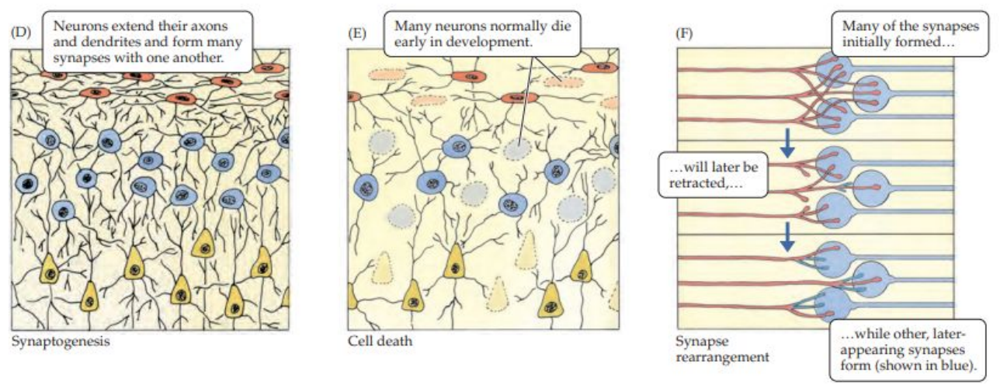 (D)
Neurons extend their axons
and dendrites and form many
synapses with one another.
Synaptogenesis
(E)
Many neurons normally die
early in development.
Cell death
(F)
Many of the synapses
initially formed…
…will later be
retracted,…
…while other, later-
appearing synapses
form (shown in blue).
Synapse
rearrangement